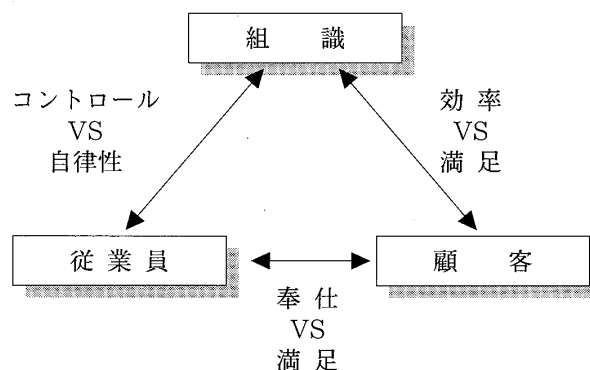 組 識
コントロール
VS
自律性
効 率
VS
満 足
従 業 員
顧 客
奉 仕
VS
満 足